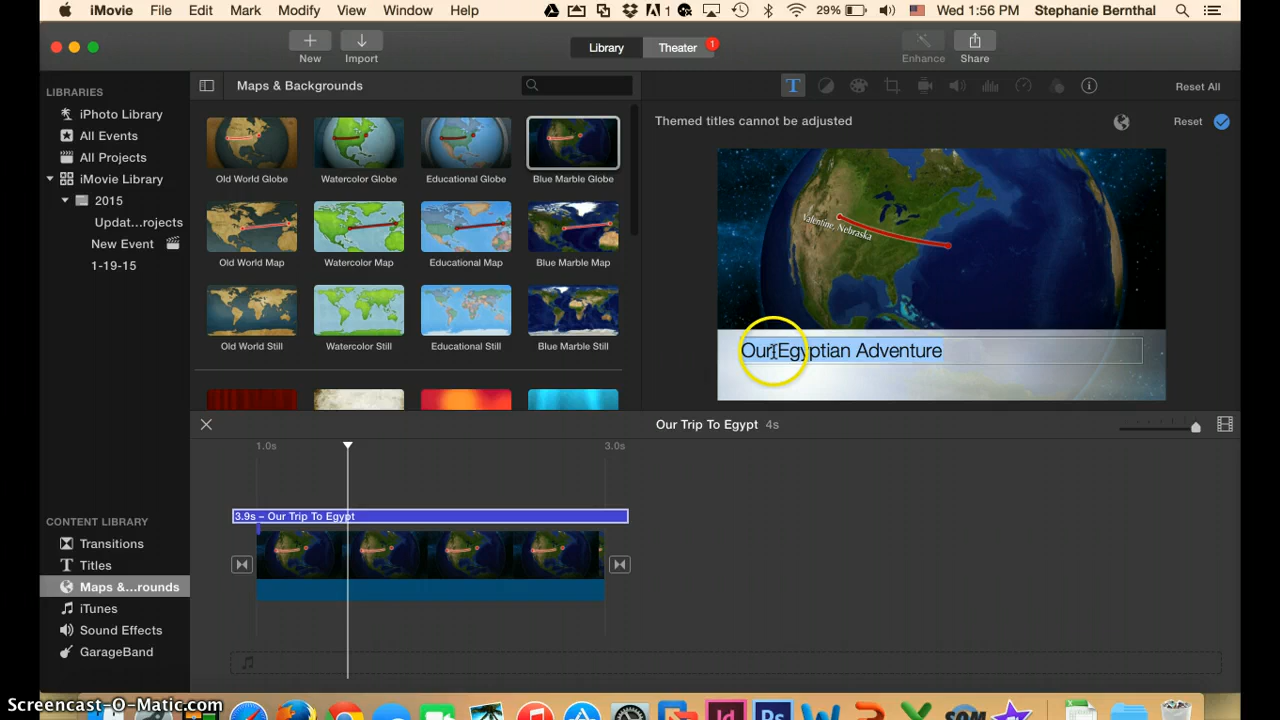 iMovie File Edit Mark Modify View Window Help 1 29% Wed 1:56 PM Stephanie Bernthal
New Import Library Theater 1 Enhance Share
LIBRARIES
iPhoto Library
All Events
All Projects
iMovie Library
2015
Updat...rojects
New Event
1-19-15
CONTENT LIBRARY
Transitions
Titles
Maps &...rounds
iTunes
Sound Effects
GarageBand
Maps & Backgrounds
Old World Globe Watercolor Globe Educational Globe Blue Marble Globe
Old World Map Watercolor Map Educational Map Blue Marble Map
Old World Still Watercolor Still Educational Still Blue Marble Still
T Reset All
Themed titles cannot be adjusted Reset
Valentine, Nebraska
Our Egyptian Adventure
Our Trip To Egypt 4s
1.0s 3.0s
3.9s – Our Trip To Egypt
Screencast-O-Matic.com
Id Ps SOM